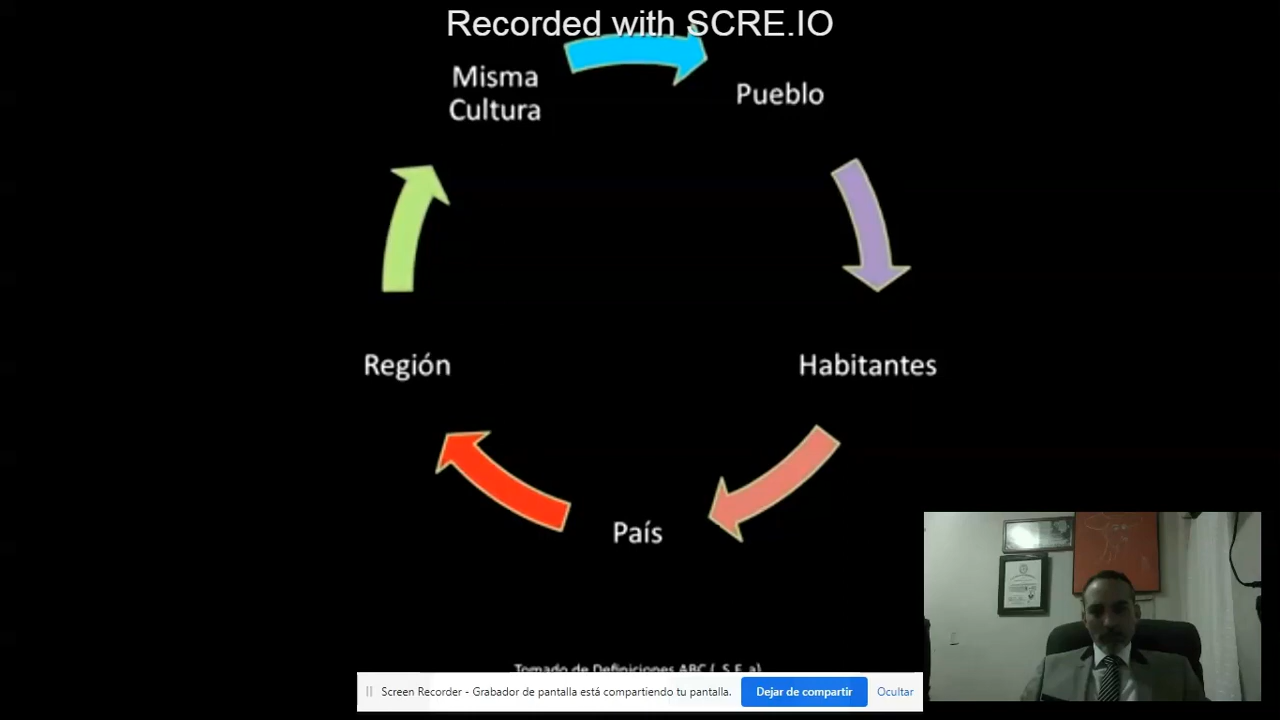 Recorded with SCRE.IO
Misma
Cultura
Pueblo
Región
Habitantes
País
Tomado de Definiciones ABC ( S.F. a)
Screen Recorder - Grabador de pantalla está compartiendo tu pantalla.
Dejar de compartir
Ocultar